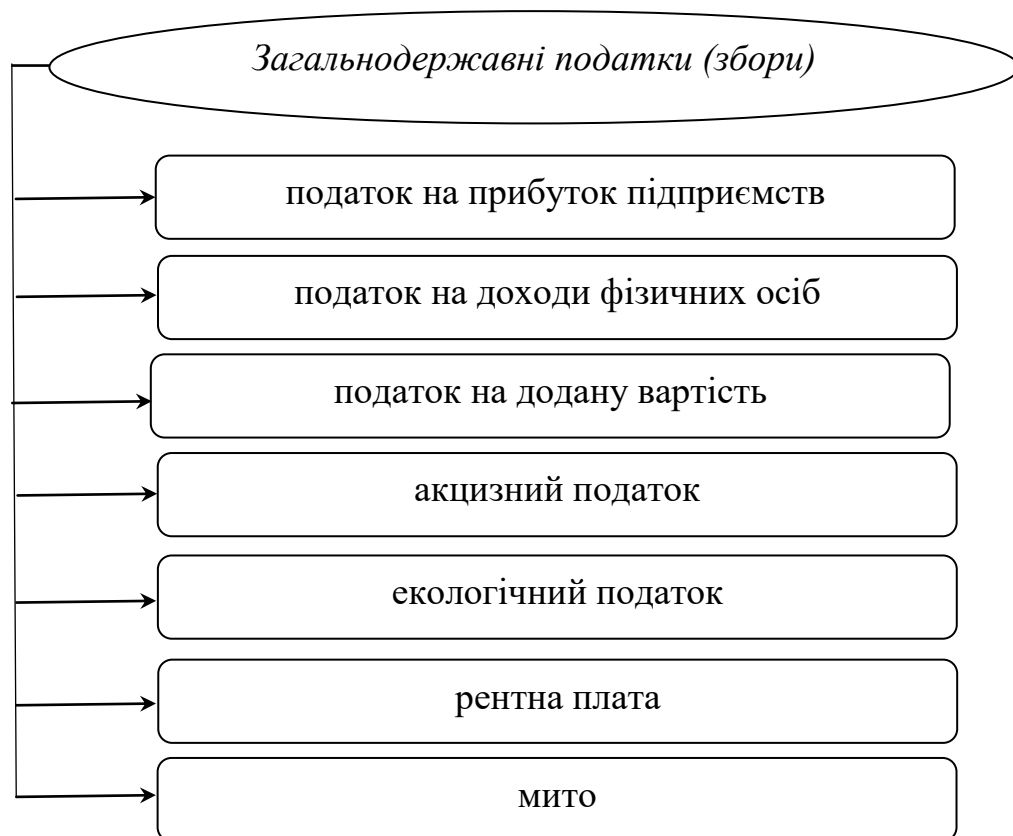 Загальнодержавні податки (збори)
податок на прибуток підприємств
податок на доходи фізичних осіб
податок на додану вартість
акцизний податок
екологічний податок
рентна плата
мито